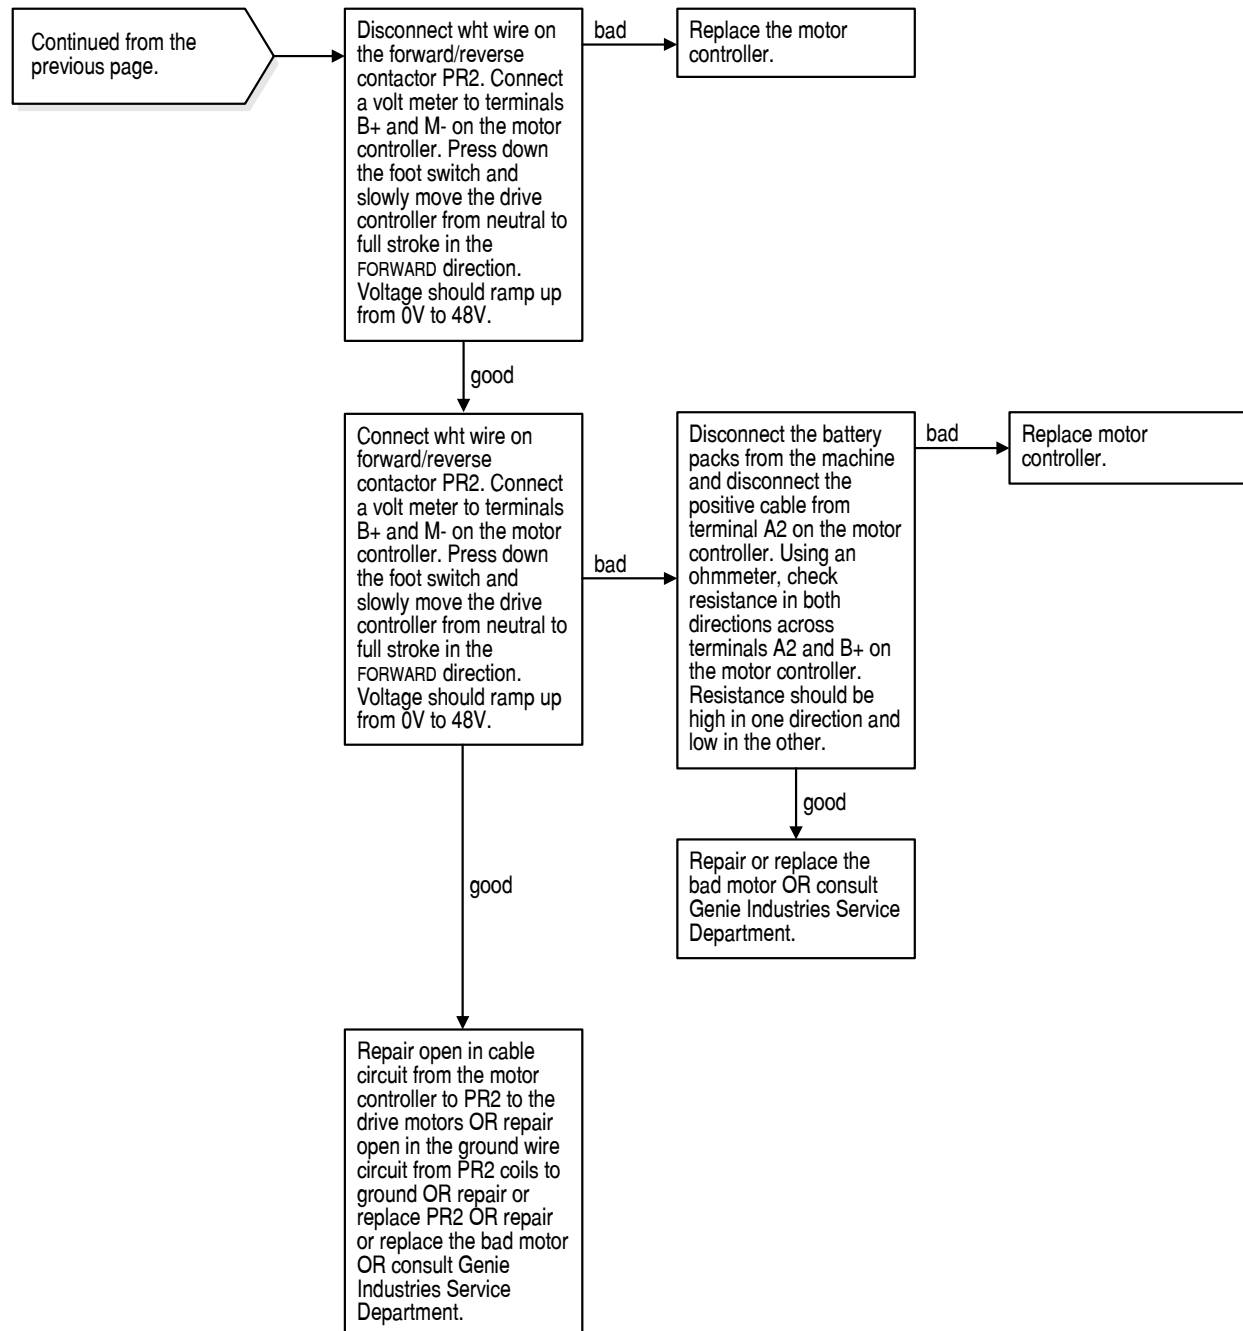 Continued from the
previous page.
Disconnect wht wire on
the forward/reverse
contactor PR2. Connect
a volt meter to terminals
B+ and M- on the motor
controller. Press down
the foot switch and
slowly move the drive
controller from neutral to
full stroke in the
FORWARD direction.
Voltage should ramp up
from 0V to 48V.
bad
Replace the motor
controller.
good
Connect wht wire on
forward/reverse
contactor PR2. Connect
a volt meter to terminals
B+ and M- on the motor
controller. Press down
the foot switch and
slowly move the drive
controller from neutral to
full stroke in the
FORWARD direction.
Voltage should ramp up
from 0V to 48V.
bad
Disconnect the battery
packs from the machine
and disconnect the
positive cable from
terminal A2 on the motor
controller. Using an
ohmmeter, check
resistance in both
directions across
terminals A2 and B+ on
the motor controller.
Resistance should be
high in one direction and
low in the other.
bad
Replace motor
controller.
good
Repair or replace the
bad motor OR consult
Genie Industries Service
Department.
good
Repair open in cable
circuit from the motor
controller to PR2 to the
drive motors OR repair
open in the ground wire
circuit from PR2 coils to
ground OR repair or
replace PR2 OR repair
or replace the bad motor
OR consult Genie
Industries Service
Department.